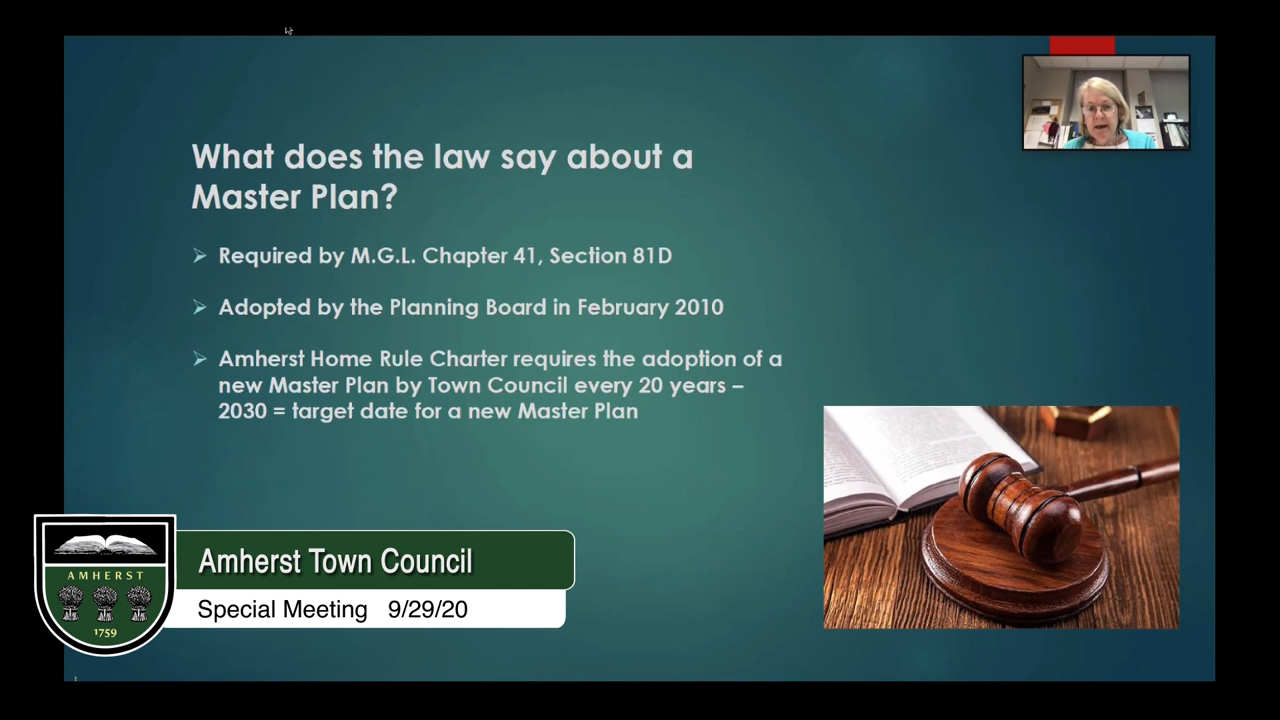 What does the law say about a
Master Plan?
➢ Required by M.G.L. Chapter 41, Section 81D
➢ Adopted by the Planning Board in February 2010
➢ Amherst Home Rule Charter requires the adoption of a
new Master Plan by Town Council every 20 years –
2030 = target date for a new Master Plan
Amherst Town Council
Special Meeting 9/29/20
AMHERST
1759